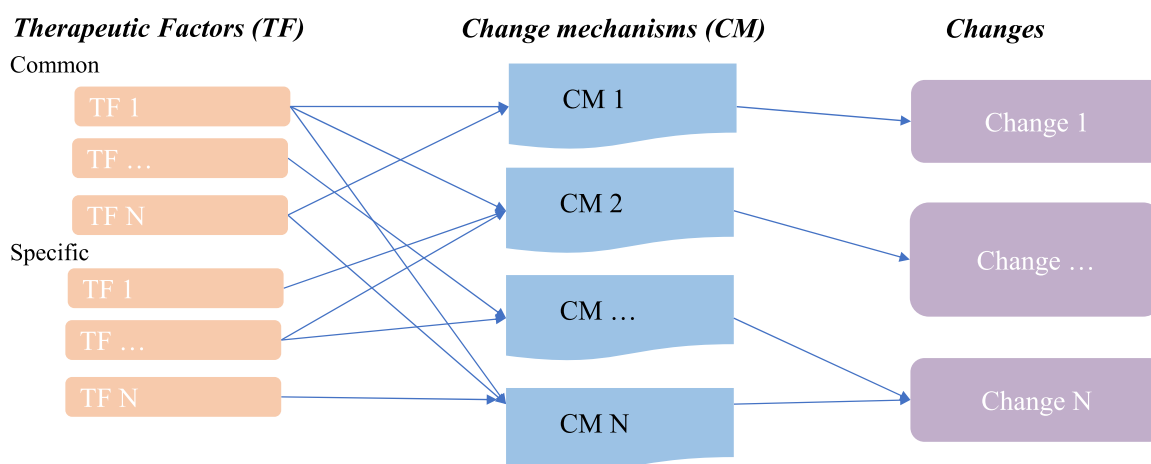 Therapeutic Factors (TF)
Change mechanisms (CM)
Changes
Common
TF 1
TF …
TF N
Specific
TF 1
TF …
TF N
CM 1
CM 2
CM …
CM N
Change 1
Change …
Change N